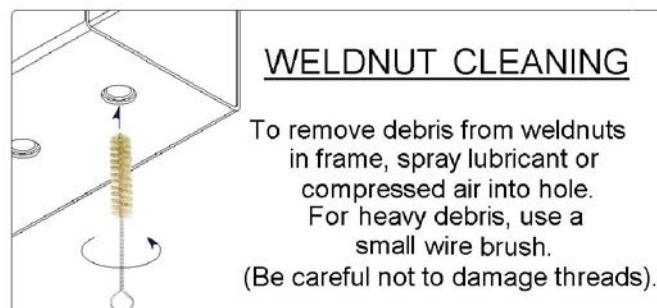 WELDNUT CLEANING
To remove debris from weldnuts
in frame, spray lubricant or
compressed air into hole.
For heavy debris, use a
small wire brush.
(Be careful not to damage threads).